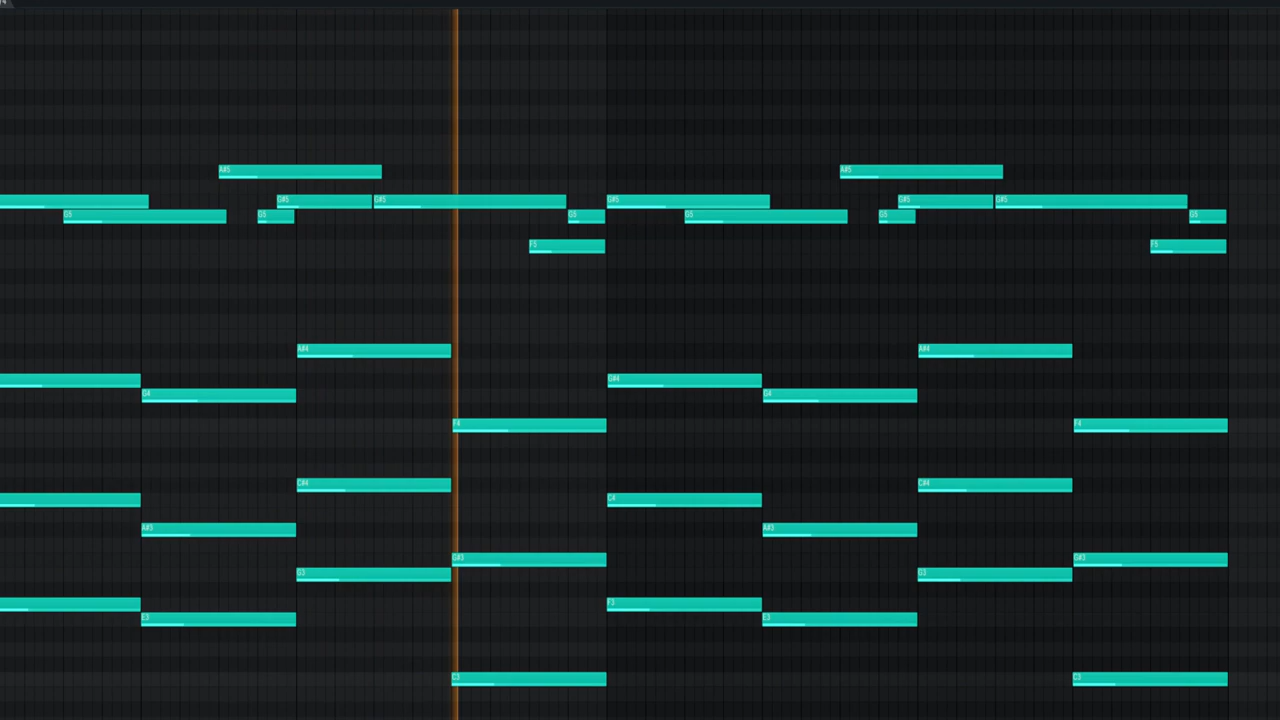 A#5 A#5
G#5 G#5 G#5 G#5 G#5
G5 G5 G5 G5 G5 G5
F5 F5
A#4 A#4
G#4
G4 G4
F4 F4
C#4 C#4
C4
A#3 A#3
G#3 G#3
G3 G3
F3
E3 E3
C3 C3